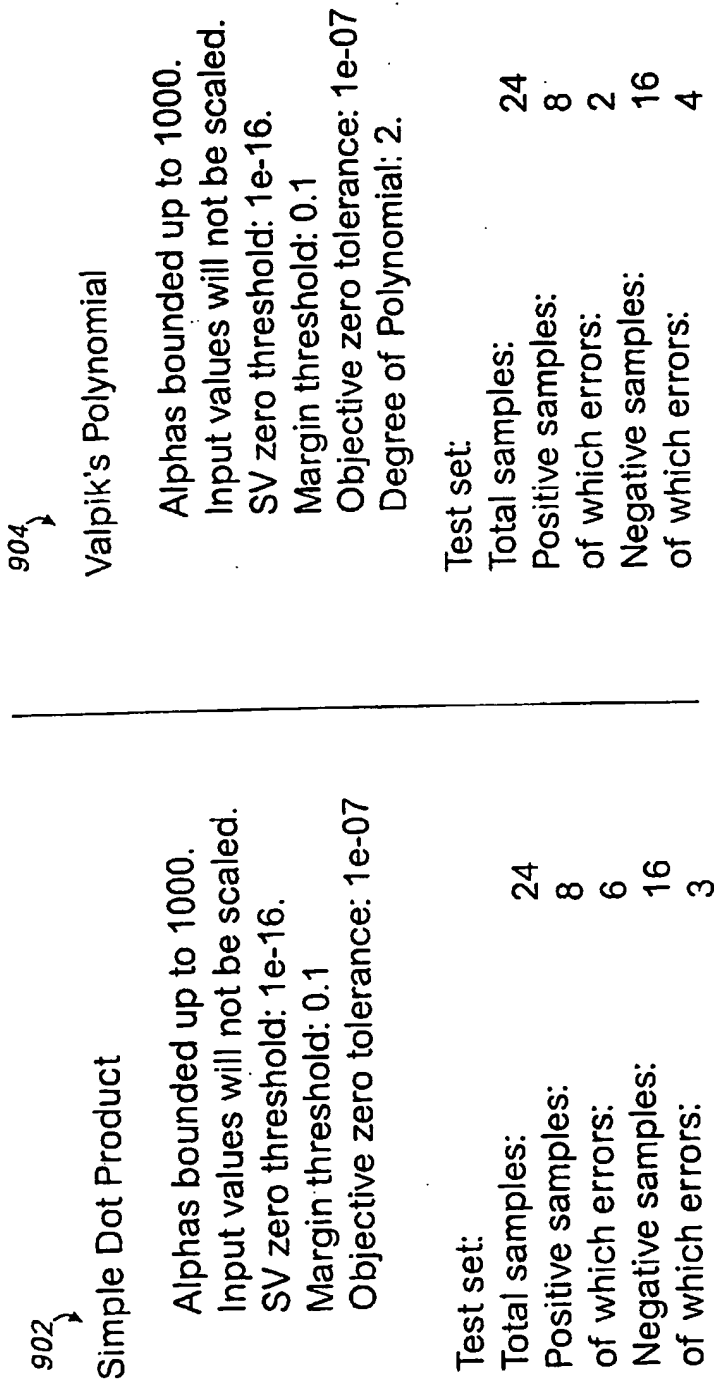 902
Simple Dot Product
Alphas bounded up to 1000.
Input values will not be scaled.
SV zero threshold: 1e-16.
Margin threshold: 0.1
Objective zero tolerance: 1e-07
Test set:
Total samples: 24
Positive samples: 8
of which errors: 6
Negative samples: 16
of which errors: 3
904
Valpik's Polynomial
Alphas bounded up to 1000.
Input values will not be scaled.
SV zero threshold: 1e-16.
Margin threshold: 0.1
Objective zero tolerance: 1e-07
Degree of Polynomial: 2.
Test set:
Total samples: 24
Positive samples: 8
of which errors: 2
Negative samples: 16
of which errors: 4